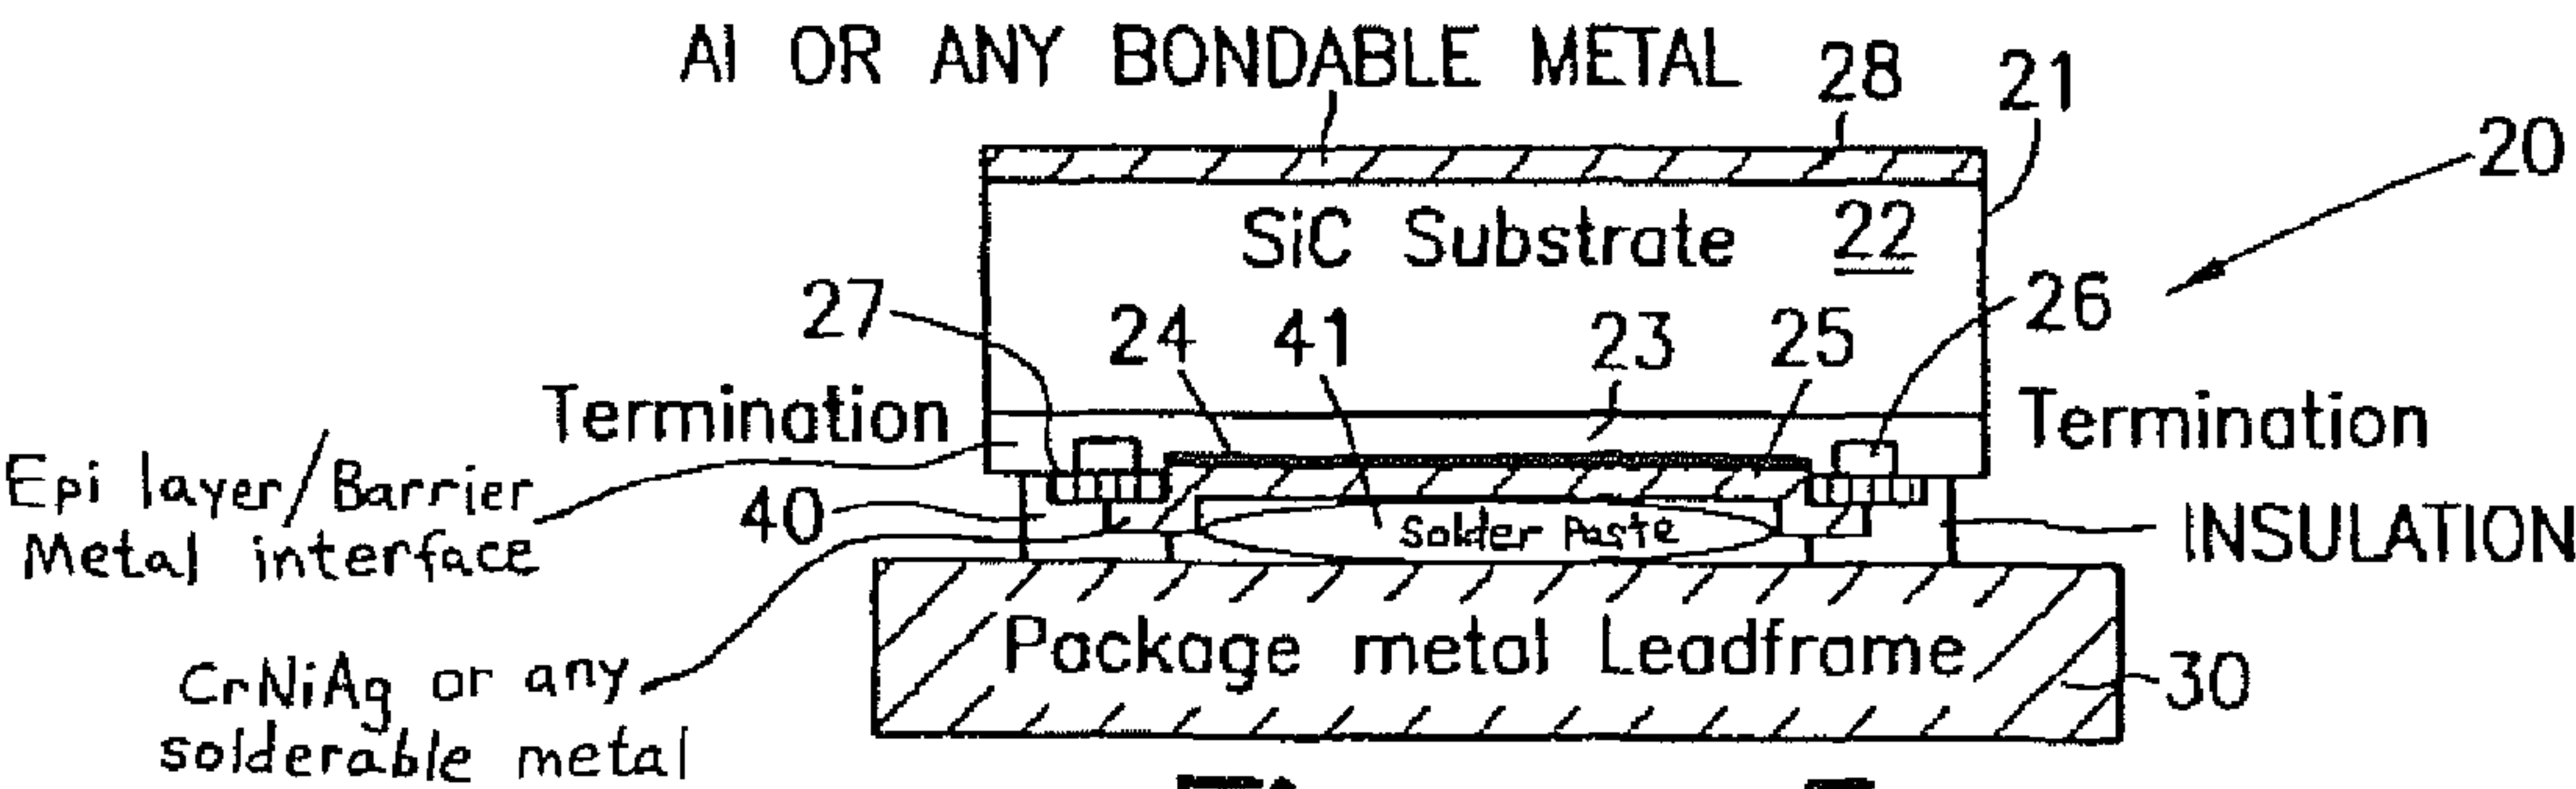 Al OR ANY BONDABLE METAL
28
21
20
SiC Substrate 22
27
24 41 23 25 26
Termination Termination
Epi layer/Barrier
Metal interface
40
Solder Paste
INSULATION
Package metal Leadframe
30
CrNiAg or any
solderable metal